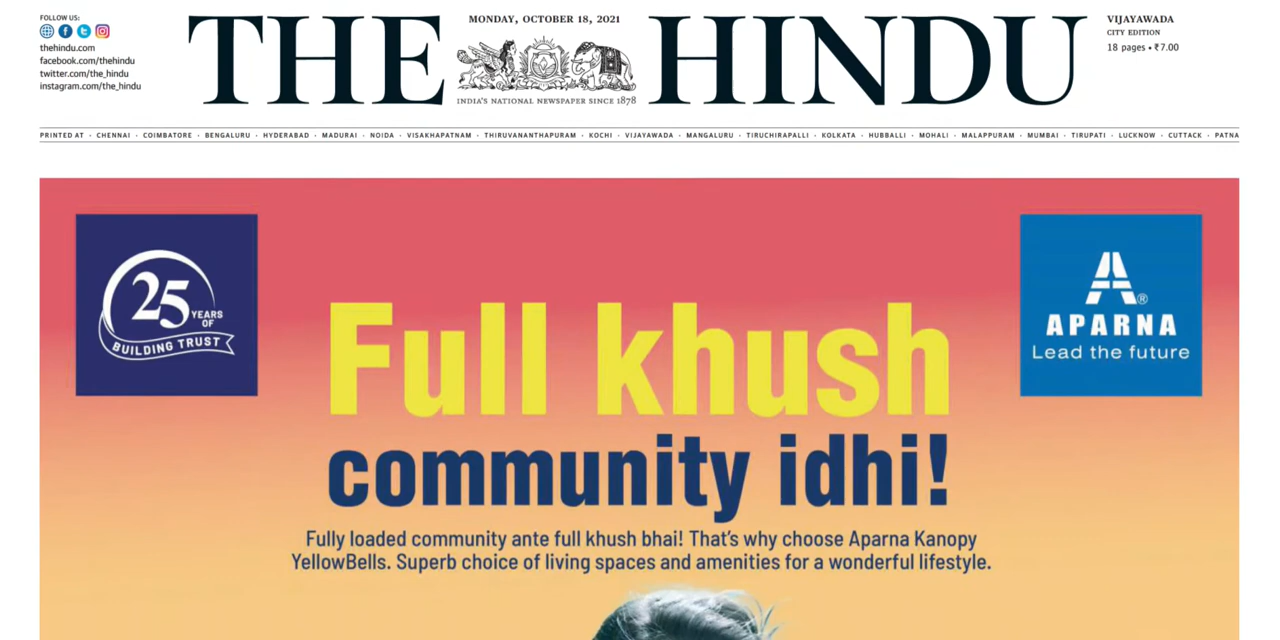 FOLLOW US:
thehindu.com
facebook.com/thehindu
twitter.com/the_hindu
instagram.com/the_hindu
THE HINDU
MONDAY, OCTOBER 18, 2021
INDIA'S NATIONAL NEWSPAPER SINCE 1878
VIJAYAWADA
CITY EDITION
18 pages • ₹7.00
PRINTED AT • CHENNAI • COIMBATORE • BENGALURU • HYDERABAD • MADURAI • NOIDA • VISAKHAPATNAM • THIRUVANANTHAPURAM • KOCHI • VIJAYAWADA • MANGALURU • TIRUCHIRAPALLI • KOLKATA • HUBBALLI • MOHALI • MALAPPURAM • MUMBAI • TIRUPATI • LUCKNOW • CUTTACK • PATNA
25 YEARS
OF
BUILDING TRUST
A®
APARNA
Lead the future
Full khush
community idhi!
Fully loaded community ante full khush bhai! That's why choose Aparna Kanopy
YellowBells. Superb choice of living spaces and amenities for a wonderful lifestyle.